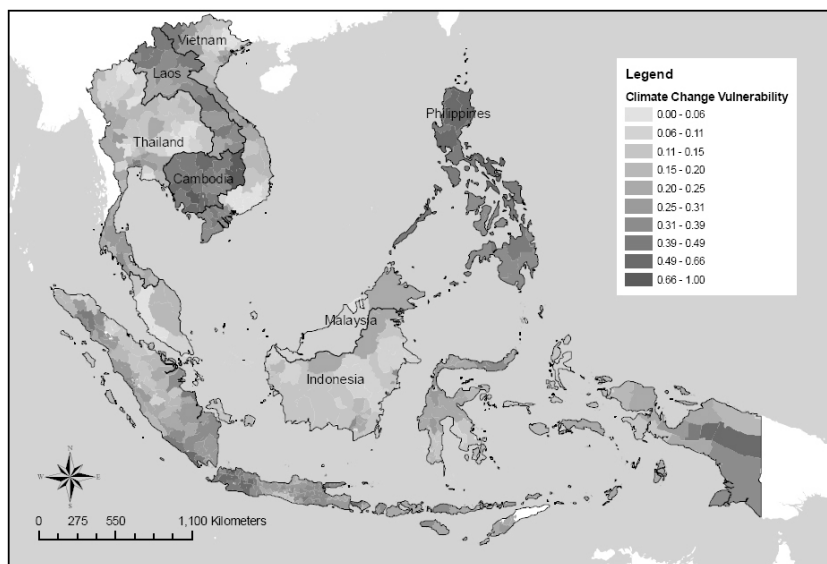 Vietnam
Laos
Thailand
Cambodia
Philippines
Malaysia
Indonesia
Legend
Climate Change Vulnerability
0.00 - 0.06
0.06 - 0.11
0.11 - 0.15
0.15 - 0.20
0.20 - 0.25
0.25 - 0.31
0.31 - 0.39
0.39 - 0.49
0.49 - 0.66
0.66 - 1.00
N
W E
S
0 275 550 1,100 Kilometers